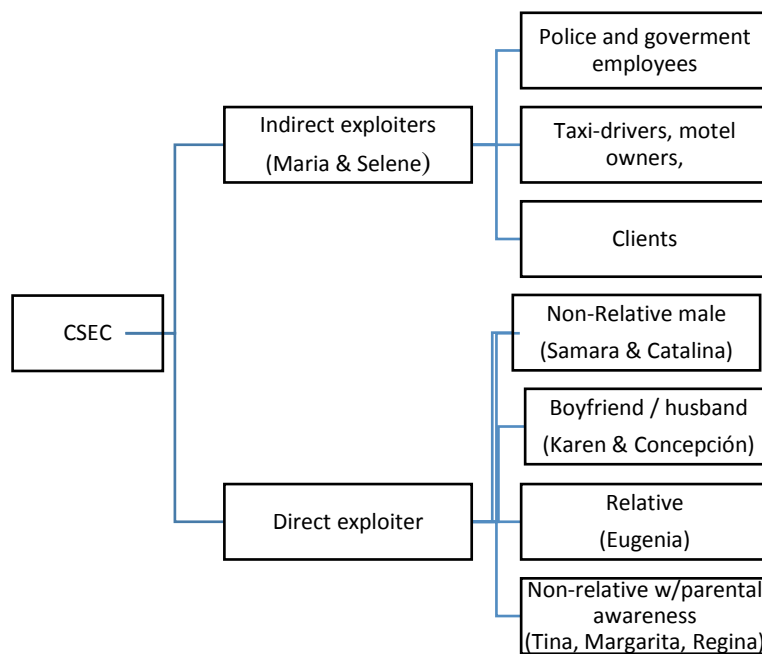 Police and goverment
employees
Indirect exploiters
(Maria & Selene)
Taxi-drivers, motel
owners,
Clients
CSEC
Non-Relative male
(Samara & Catalina)
Boyfriend / husband
(Karen & Concepción)
Direct exploiter
Relative
(Eugenia)
Non-relative w/parental
awareness
(Tina, Margarita, Regina)